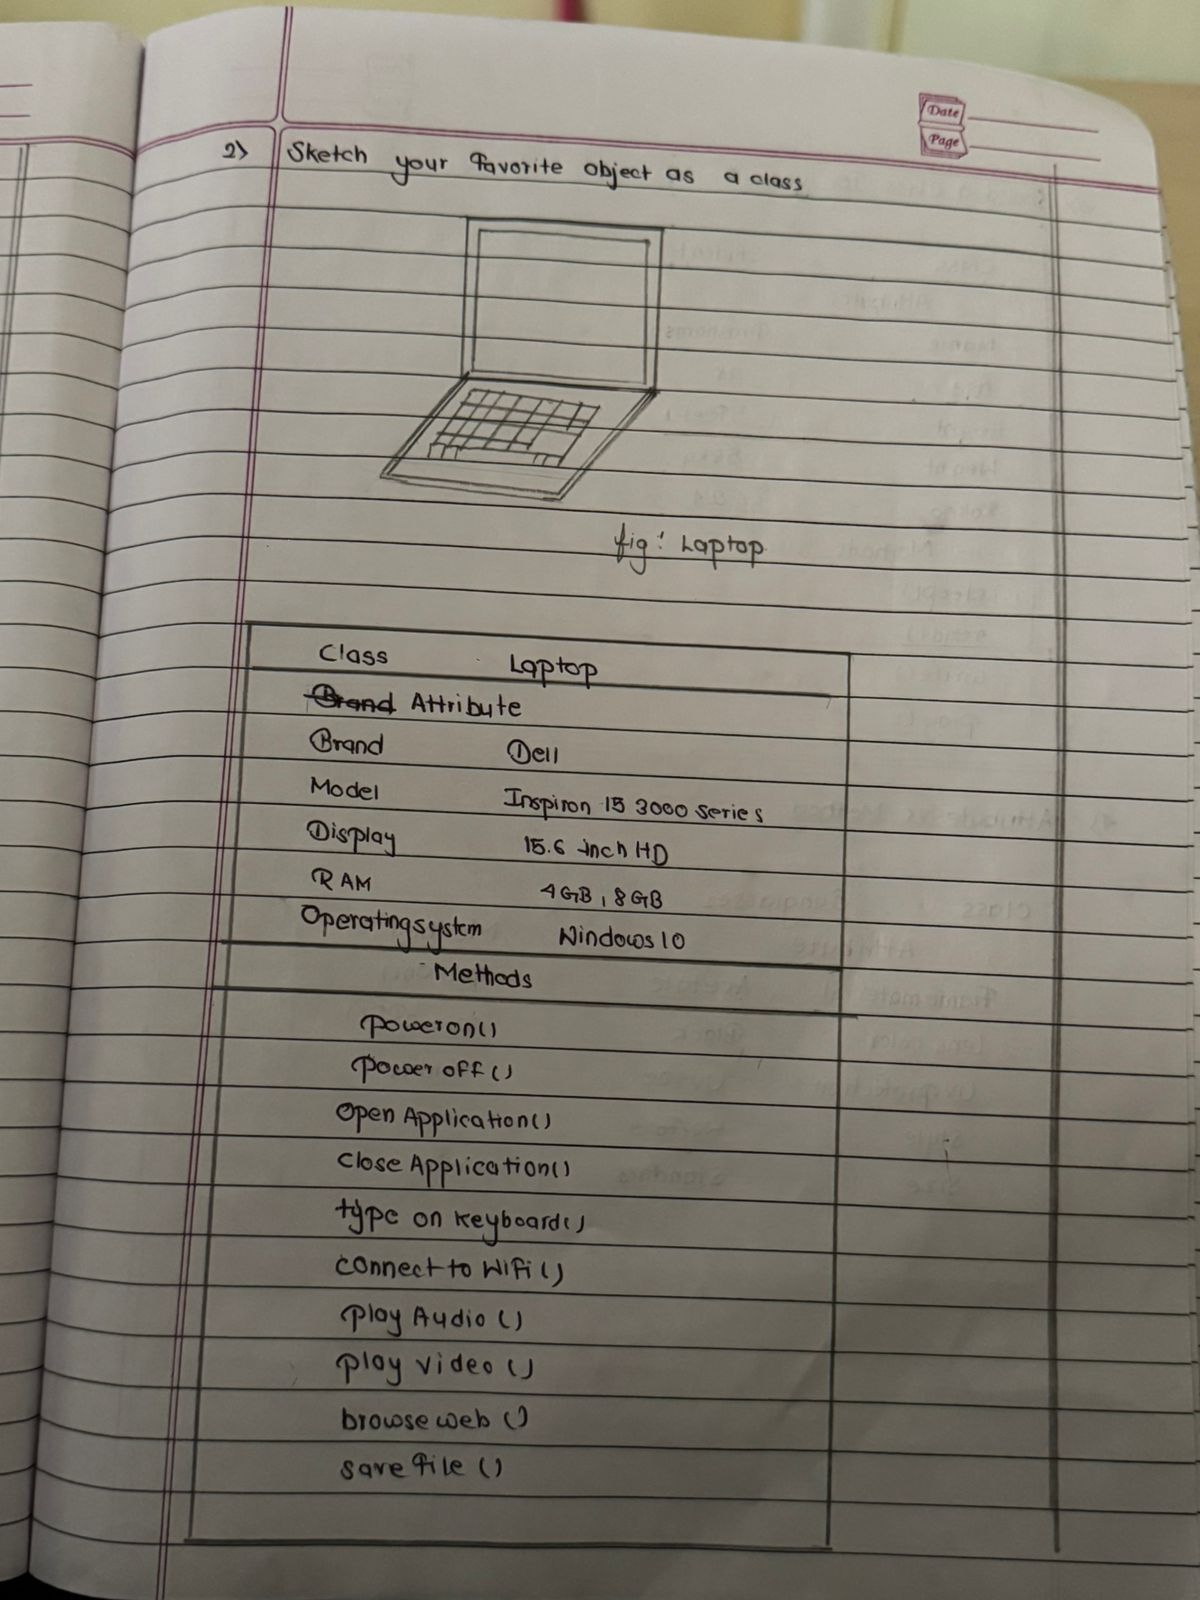 Date
Page
2) Sketch your favorite object as a class
fig: Laptop
Class Laptop
Attribute
Brand Dell
Model Inspiron 15 3000 series
Display 15.6 inch HD
RAM 4GB, 8GB
Operatingsystem Windows 10
Methods
poweron()
power off()
open Application()
close Application()
type on keyboard()
connect to WiFi()
play Audio ()
play video ()
browse web ()
save file ()